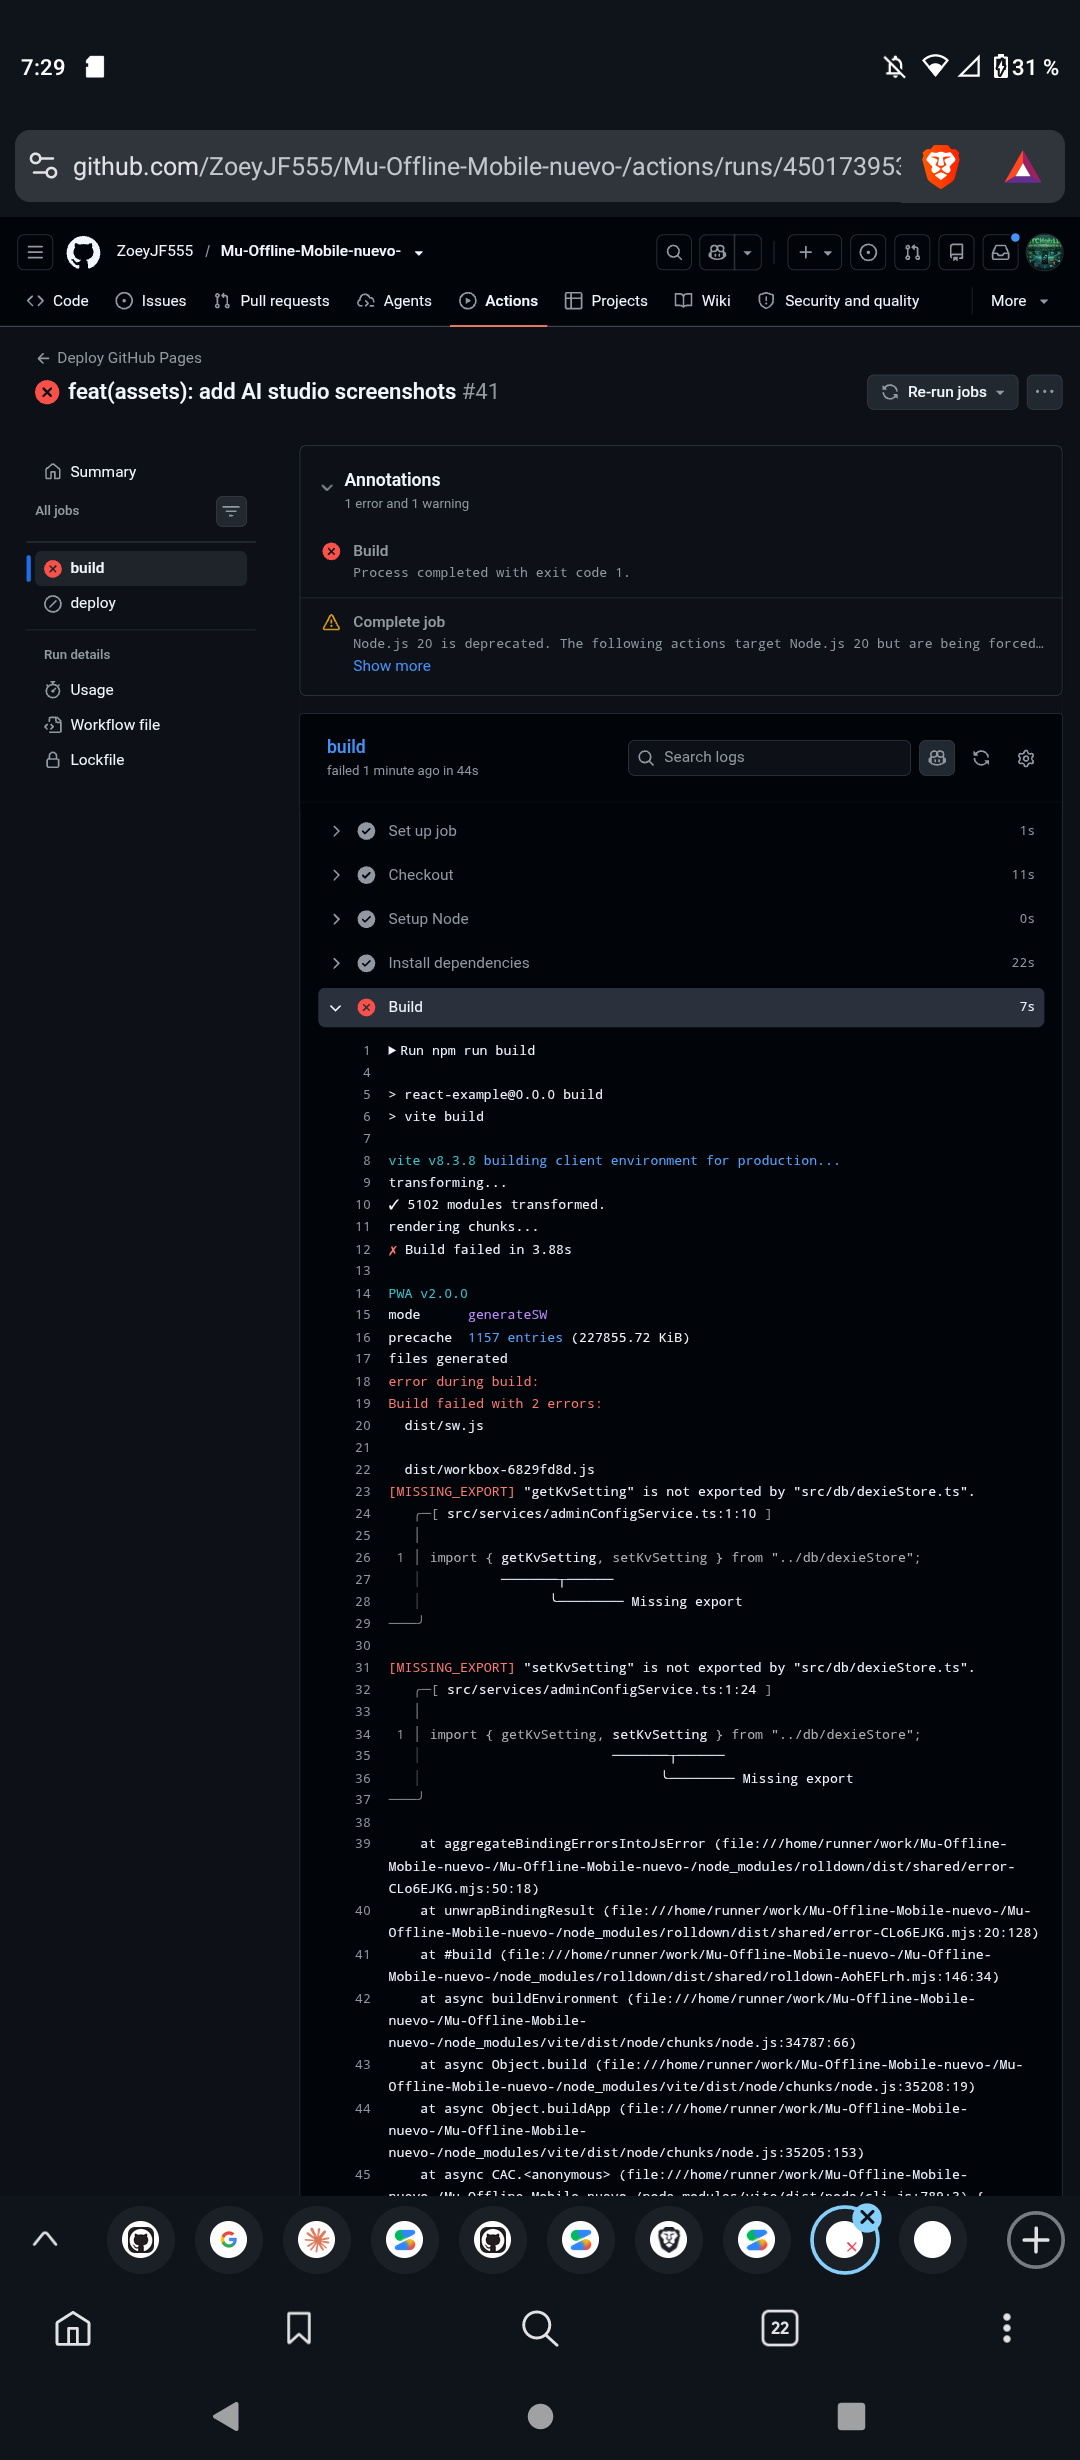 7:29
31 %
github.com/ZoeyJF555/Mu-Offline-Mobile-nuevo-/actions/runs/450173953
ZoeyJF555 / Mu-Offline-Mobile-nuevo-
Code Issues Pull requests Agents Actions Projects Wiki Security and quality More
← Deploy GitHub Pages
feat(assets): add AI studio screenshots #41
Re-run jobs
Summary
All jobs
build
deploy
Run details
Usage
Workflow file
Lockfile
Annotations
1 error and 1 warning
Build
Process completed with exit code 1.
Complete job
Node.js 20 is deprecated. The following actions target Node.js 20 but are being forced…
Show more
build
failed 1 minute ago in 44s
Search logs
Set up job 1s
Checkout 11s
Setup Node 0s
Install dependencies 22s
Build 7s
1 ▶Run npm run build
4
5 > react-example@0.0.0 build
6 > vite build
7
8 vite v8.3.8 building client environment for production...
9 transforming...
10 ✓ 5102 modules transformed.
11 rendering chunks...
12 ✗ Build failed in 3.88s
13
14 PWA v2.0.0
15 mode generateSW
16 precache 1157 entries (227855.72 KiB)
17 files generated
18 error during build:
19 Build failed with 2 errors:
20 dist/sw.js
21
22 dist/workbox-6829fd8d.js
23 [MISSING_EXPORT] "getKvSetting" is not exported by "src/db/dexieStore.ts".
24 ╭─[ src/services/adminConfigService.ts:1:10 ]
25 │
26 1 │ import { getKvSetting, setKvSetting } from "../db/dexieStore";
27 │ ──────┬─────
28 │ ╰─────── Missing export
29 ───╯
30
31 [MISSING_EXPORT] "setKvSetting" is not exported by "src/db/dexieStore.ts".
32 ╭─[ src/services/adminConfigService.ts:1:24 ]
33 │
34 1 │ import { getKvSetting, setKvSetting } from "../db/dexieStore";
35 │ ──────┬─────
36 │ ╰─────── Missing export
37 ───╯
38
39 at aggregateBindingErrorsIntoJsError (file:///home/runner/work/Mu-Offline-
Mobile-nuevo-/Mu-Offline-Mobile-nuevo-/node_modules/rolldown/dist/shared/error-
CLo6EJKG.mjs:50:18)
40 at unwrapBindingResult (file:///home/runner/work/Mu-Offline-Mobile-nuevo-/Mu-
Offline-Mobile-nuevo-/node_modules/rolldown/dist/shared/error-CLo6EJKG.mjs:20:128)
41 at #build (file:///home/runner/work/Mu-Offline-Mobile-nuevo-/Mu-Offline-
Mobile-nuevo-/node_modules/rolldown/dist/shared/rolldown-AohEFLrh.mjs:146:34)
42 at async buildEnvironment (file:///home/runner/work/Mu-Offline-Mobile-
nuevo-/Mu-Offline-Mobile-
nuevo-/node_modules/vite/dist/node/chunks/node.js:34787:66)
43 at async Object.build (file:///home/runner/work/Mu-Offline-Mobile-nuevo-/Mu-
Offline-Mobile-nuevo-/node_modules/vite/dist/node/chunks/node.js:35208:19)
44 at async Object.buildApp (file:///home/runner/work/Mu-Offline-Mobile-
nuevo-/Mu-Offline-Mobile-
nuevo-/node_modules/vite/dist/node/chunks/node.js:35205:153)
45 at async CAC.<anonymous> (file:///home/runner/work/Mu-Offline-Mobile-
22